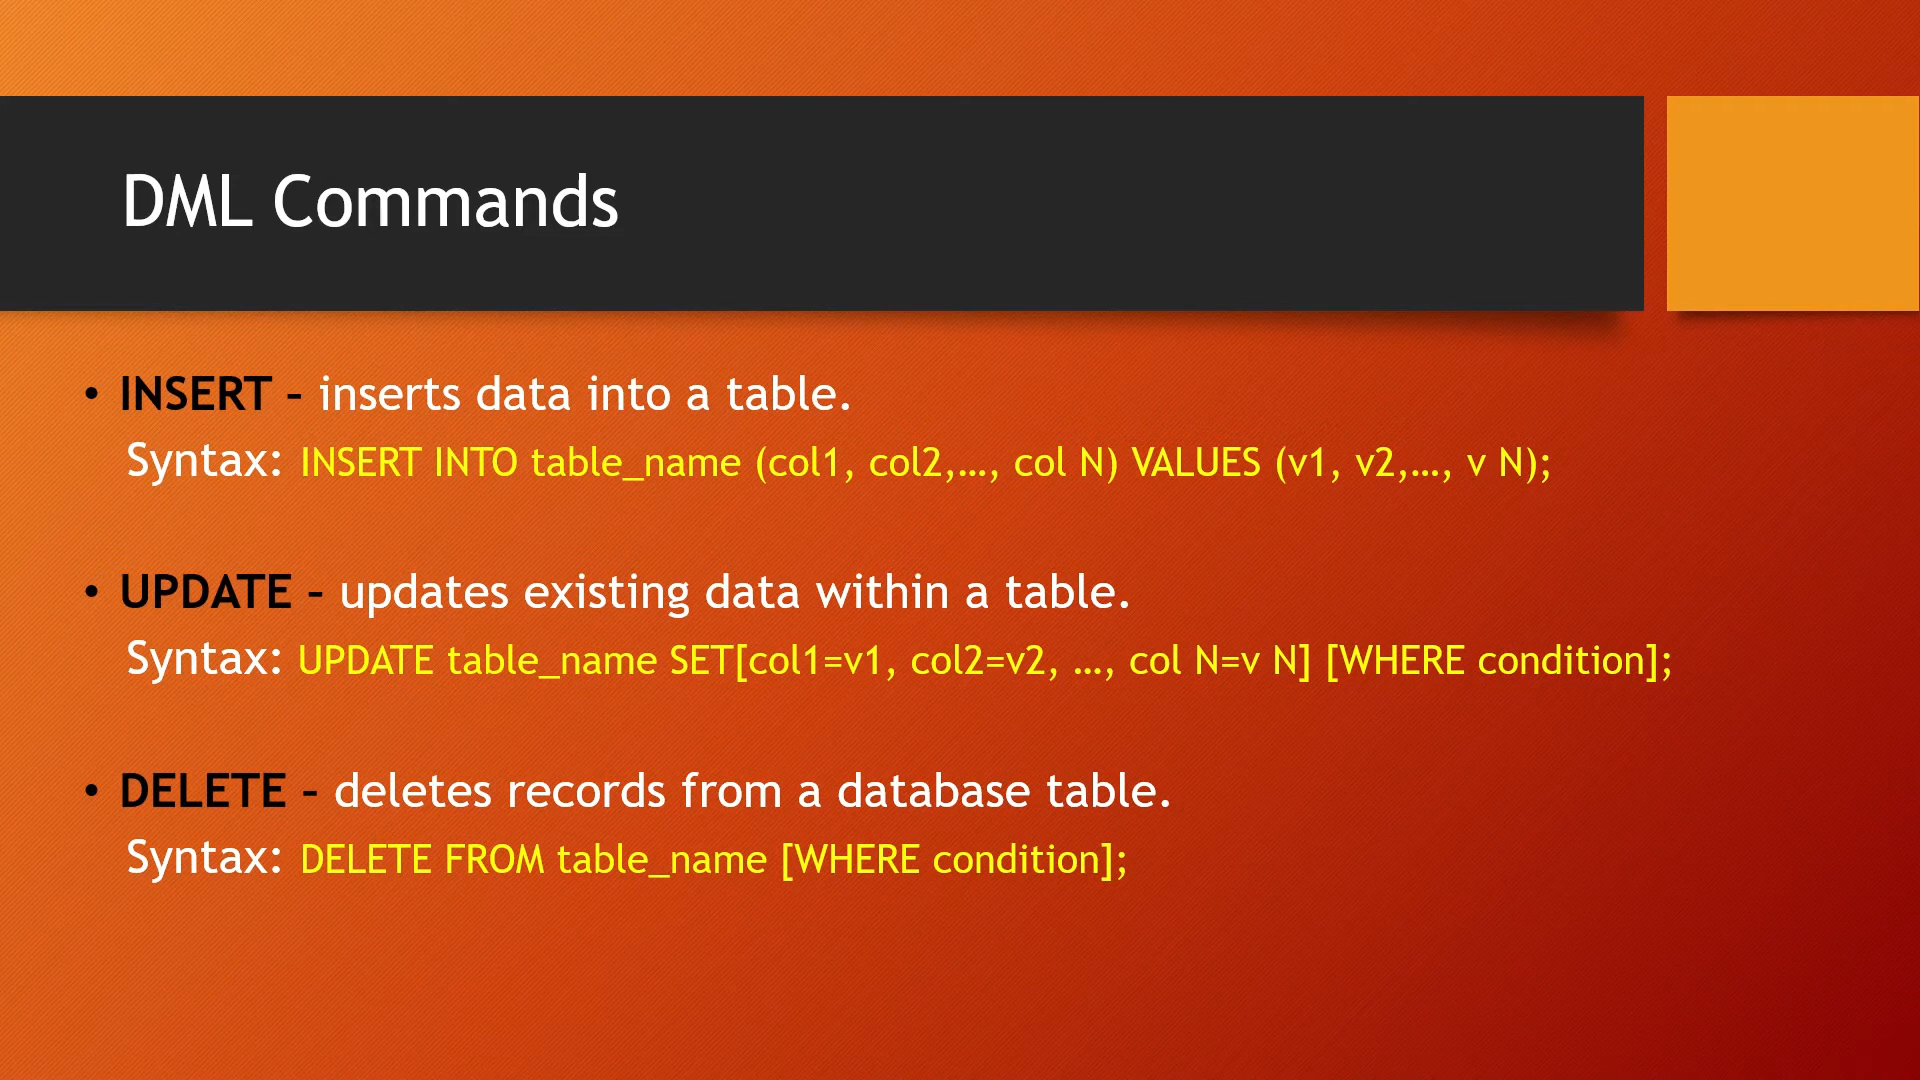 DML Commands
• INSERT – inserts data into a table.
Syntax: INSERT INTO table_name (col1, col2,…, col N) VALUES (v1, v2,…, v N);
• UPDATE – updates existing data within a table.
Syntax: UPDATE table_name SET[col1=v1, col2=v2, …, col N=v N] [WHERE condition];
• DELETE – deletes records from a database table.
Syntax: DELETE FROM table_name [WHERE condition];